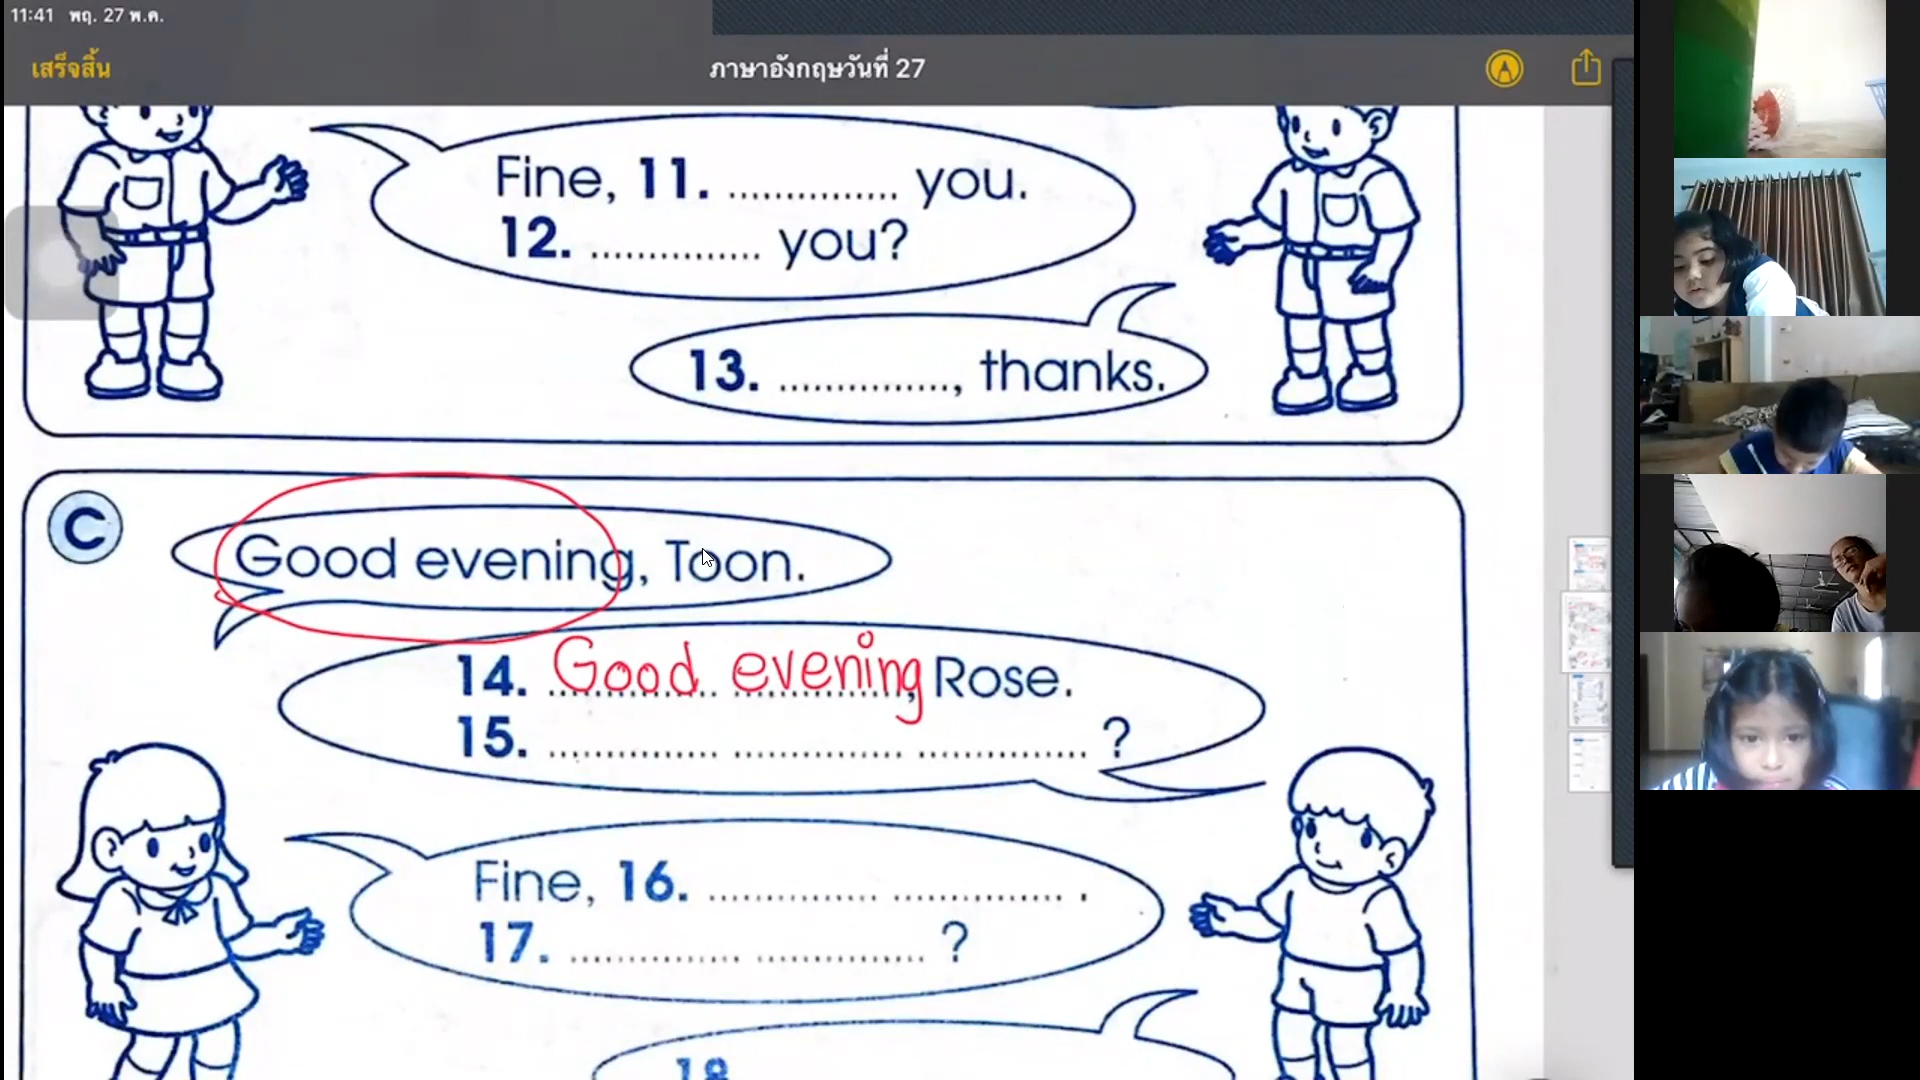 11:41 พฤ. 27 พ.ค.
เสร็จสิ้น
ภาษาอังกฤษวันที่ 27
Fine, 11. ............... you.
12. ............... you?
13. ..............., thanks.
C
Good evening, Toon.
14. Good evening, Rose.
15. ............... ............... ............... ?
Fine, 16. ............... ............... .
17. ............... ............... ?
18